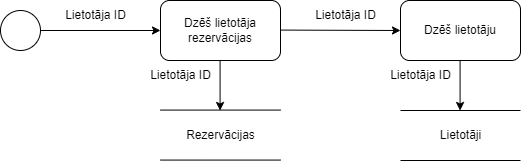 Lietotāja ID
Dzēš lietotāja
rezervācijas
Lietotāja ID
Dzēš lietotāju
Lietotāja ID
Lietotāja ID
Rezervācijas
Lietotāji